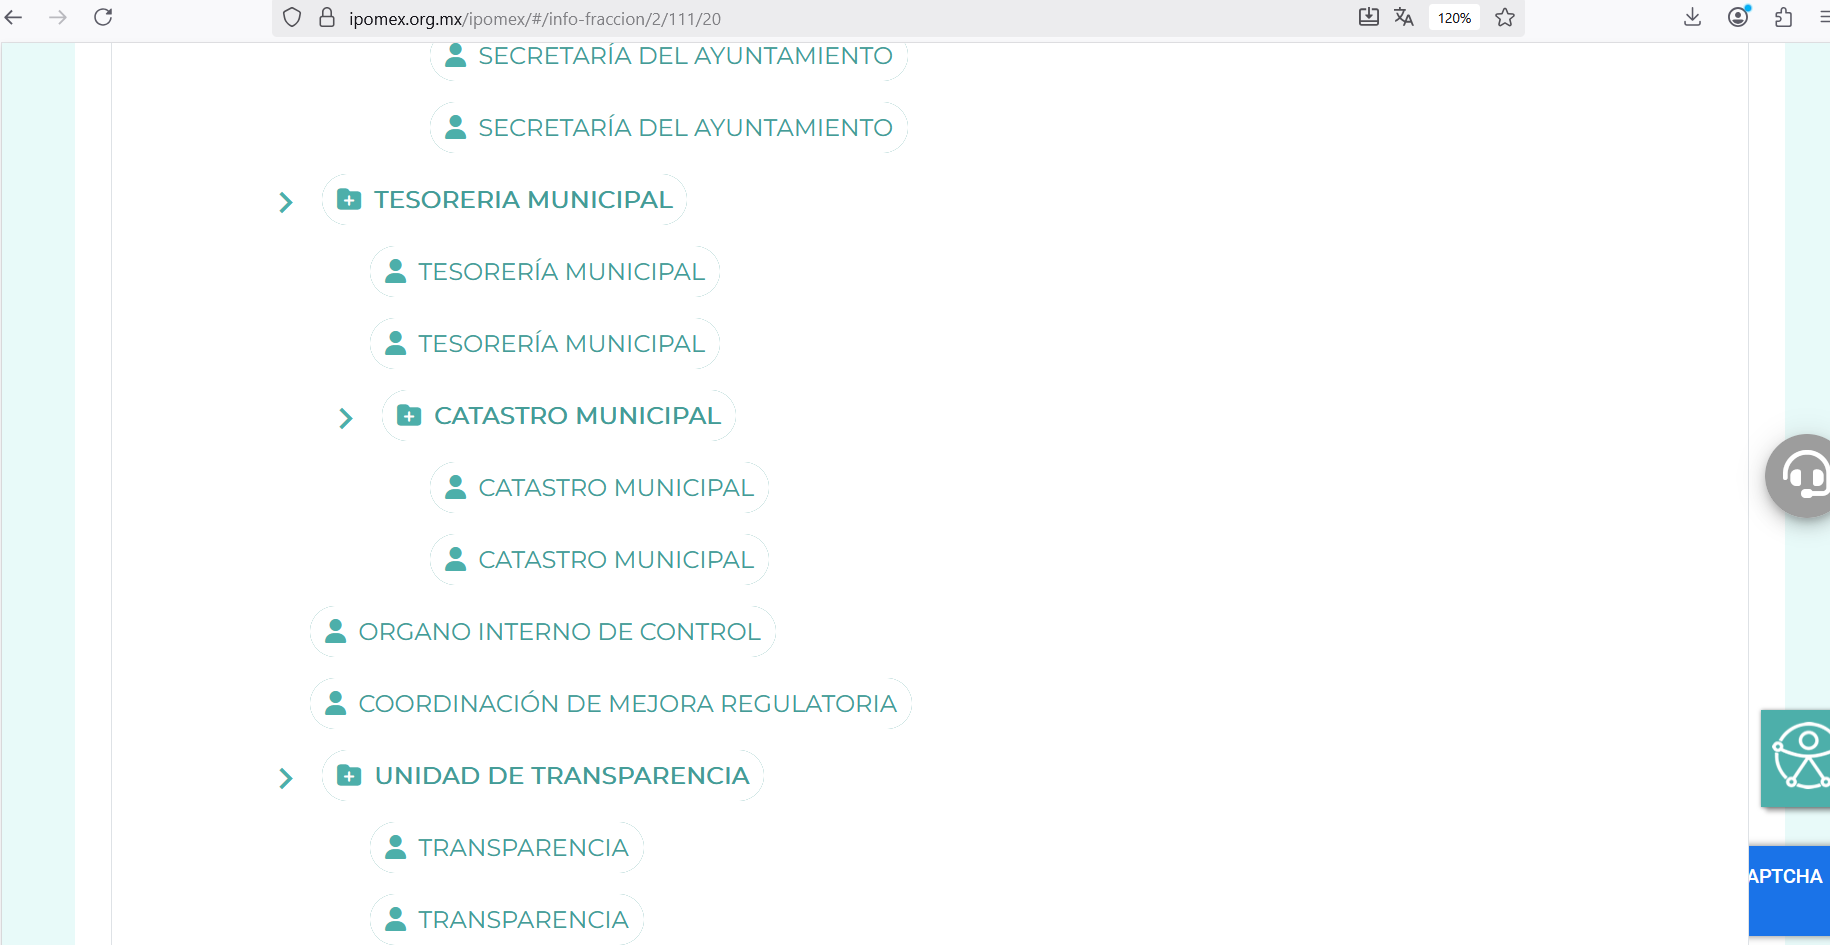 ipomex.org.mx/ipomex/#/info-fraccion/2/111/20
120%
SECRETARÍA DEL AYUNTAMIENTO
SECRETARÍA DEL AYUNTAMIENTO
TESORERIA MUNICIPAL
TESORERÍA MUNICIPAL
TESORERÍA MUNICIPAL
CATASTRO MUNICIPAL
CATASTRO MUNICIPAL
CATASTRO MUNICIPAL
ORGANO INTERNO DE CONTROL
COORDINACIÓN DE MEJORA REGULATORIA
UNIDAD DE TRANSPARENCIA
TRANSPARENCIA
APTCHA
TRANSPARENCIA